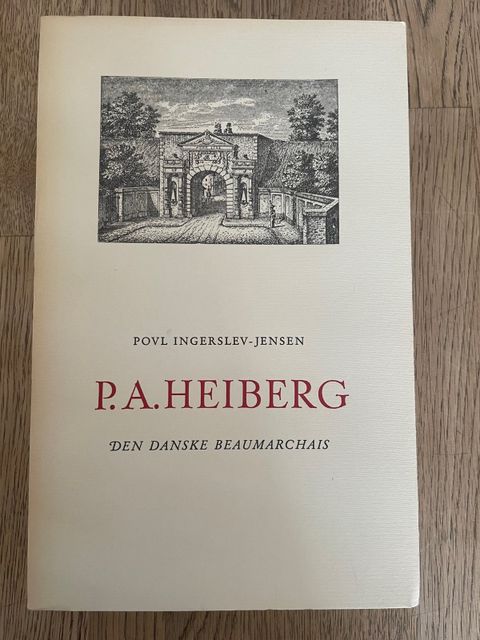 POVL INGERSLEV-JENSEN
P.A.HEIBERG
DEN DANSKE BEAUMARCHAIS